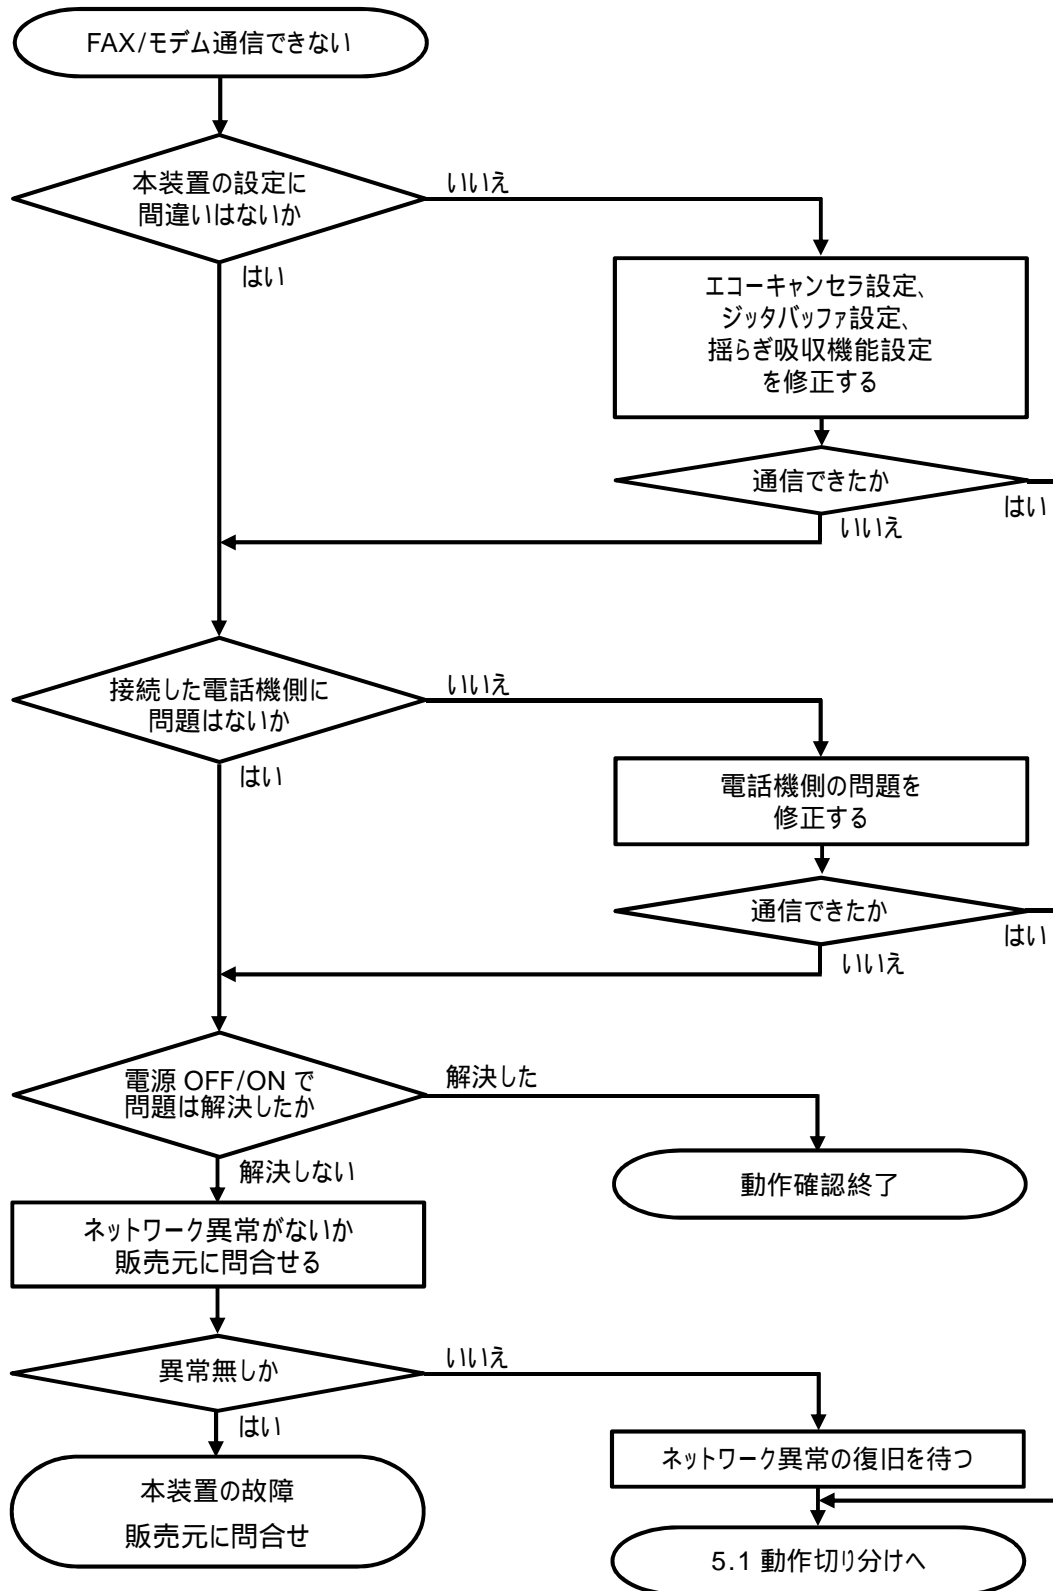 FAX/モデム通信できない
本装置の設定に
間違いはないか
いいえ
はい
エコーキャンセラ設定、
ジッタバッファ設定、
揺らぎ吸収機能設定
を修正する
通信できたか
はい
いいえ
接続した電話機側に
問題はないか
いいえ
はい
電話機側の問題を
修正する
通信できたか
はい
いいえ
電源 OFF/ON で
問題は解決したか
解決した
解決しない
動作確認終了
ネットワーク異常がないか
販売元に問合せる
異常無しか
いいえ
はい
ネットワーク異常の復旧を待つ
本装置の故障
販売元に問合せ
5.1 動作切り分けへ